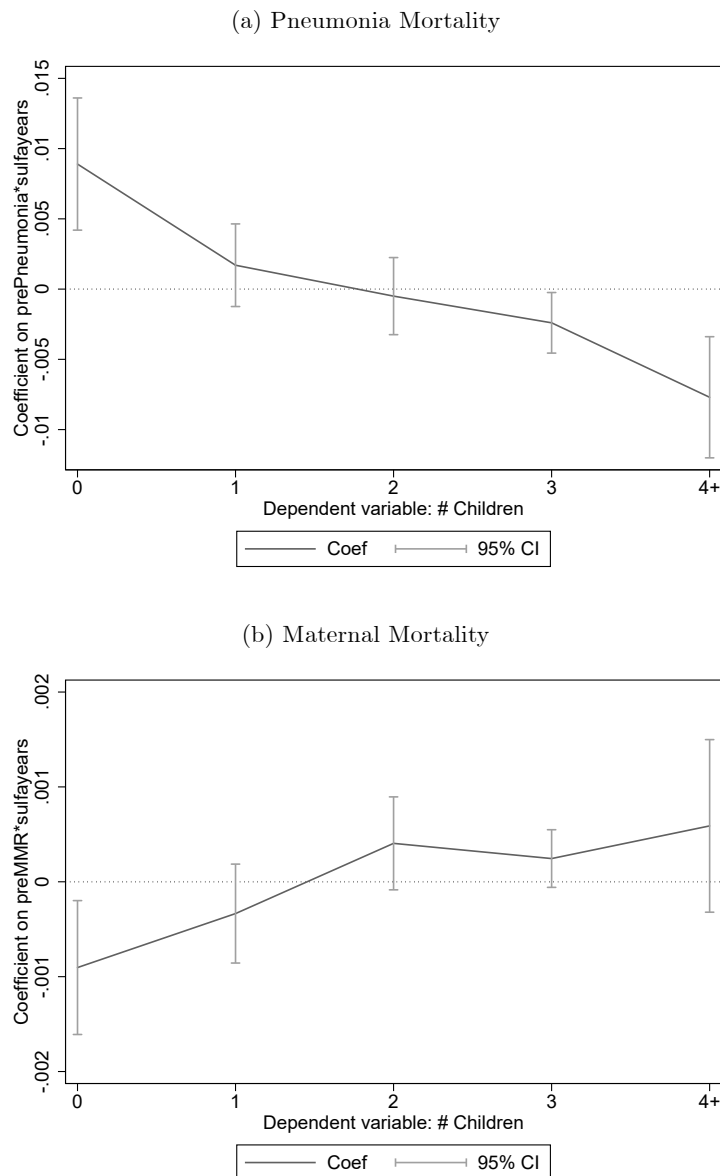 (a) Pneumonia Mortality
Coefficient on prePneumonia*sulfayears
.015
.01
.005
0
-.005
-.01
0 1 2 3 4+
Dependent variable: # Children
Coef 95% CI
(b) Maternal Mortality
Coefficient on preMMR*sulfayears
.002
.001
0
-.001
-.002
0 1 2 3 4+
Dependent variable: # Children
Coef 95% CI